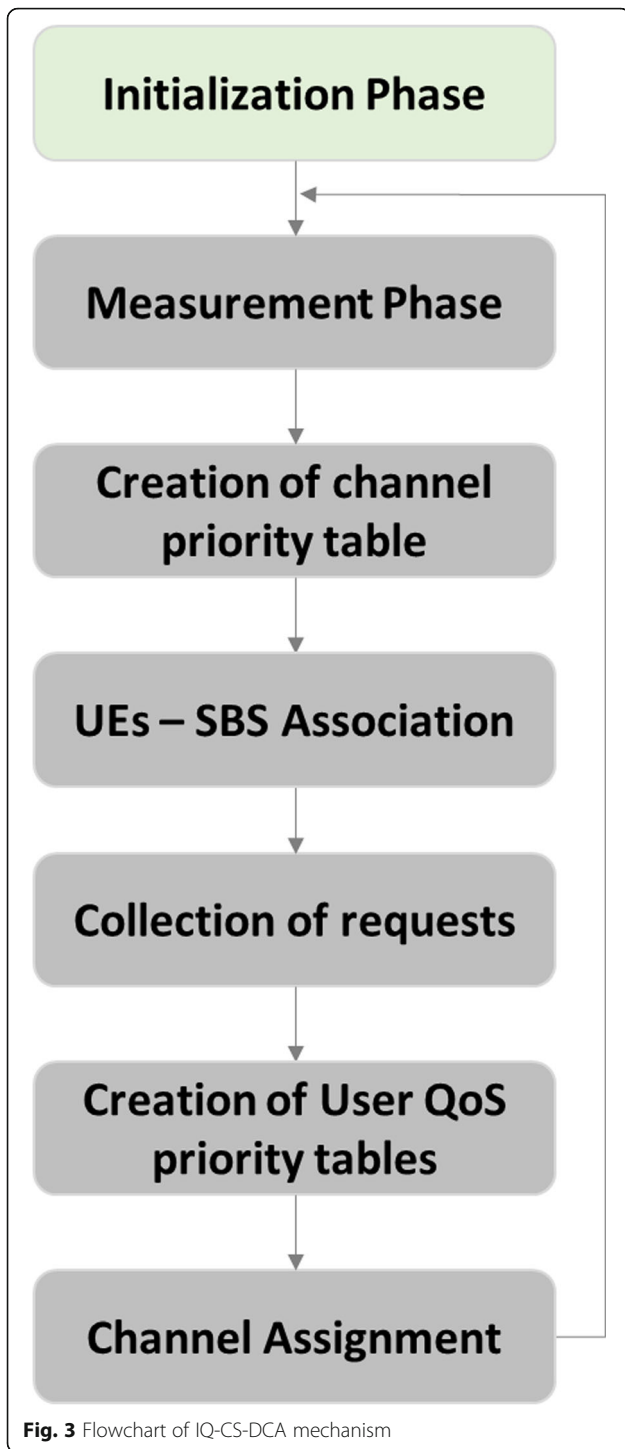 Initialization Phase
Measurement Phase
Creation of channel
priority table
UEs – SBS Association
Collection of requests
Creation of User QoS
priority tables
Channel Assignment
Fig. 3 Flowchart of IQ-CS-DCA mechanism